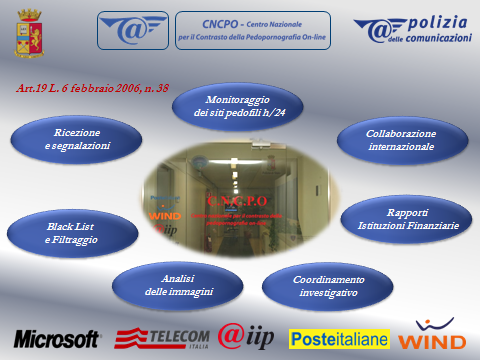 CNCPO – Centro Nazionale
per il Contrasto della Pedopornografia On-line
polizia
delle comunicazioni
Art.19 L. 6 febbraio 2006, n. 38
Monitoraggio
dei siti pedofili h/24
Ricezione
e segnalazioni
Collaborazione
internazionale
C.N.C.P.O
WIND
@iip
Rapporti
Istituzioni Finanziarie
Black List
e Filtraggio
Analisi
delle immagini
Coordinamento
investigativo
Microsoft®
TELECOM
ITALIA
@iip
Posteitaliane
WIND